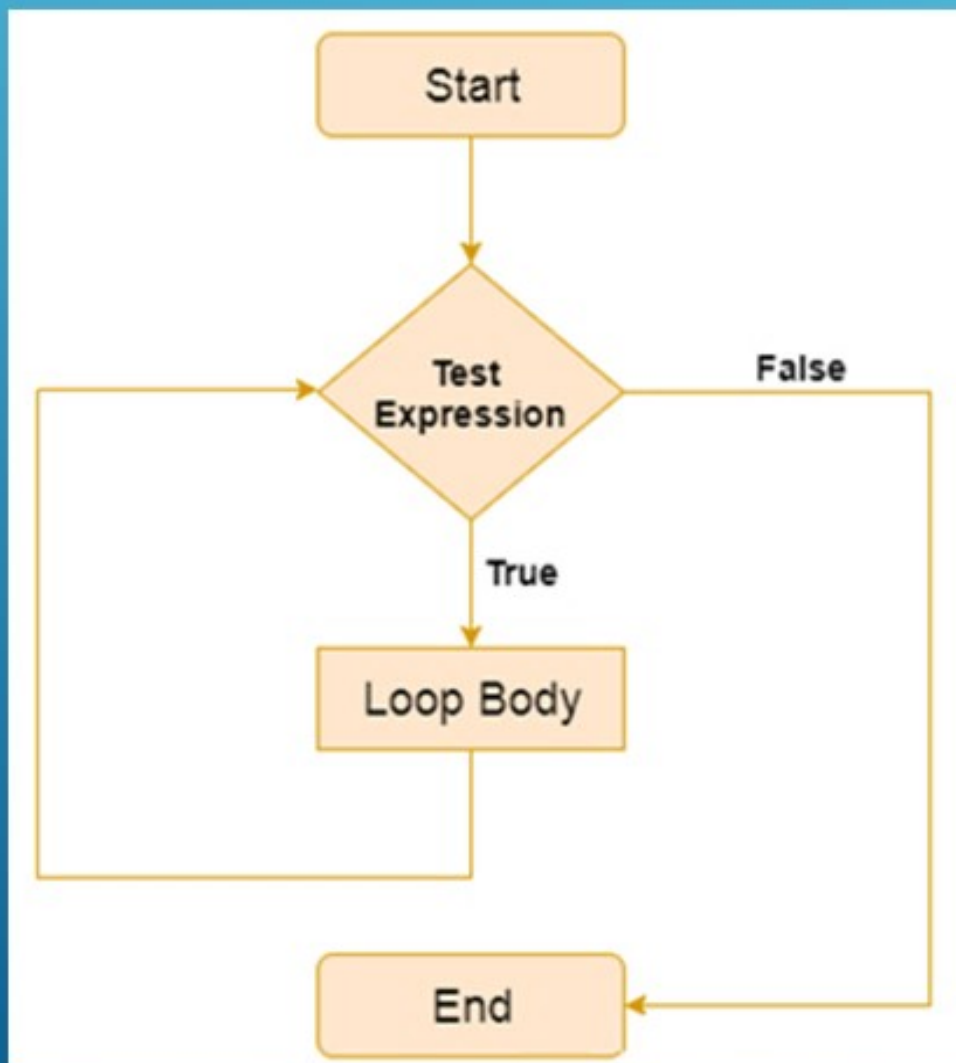 Start
Test
Expression
False
True
Loop Body
End